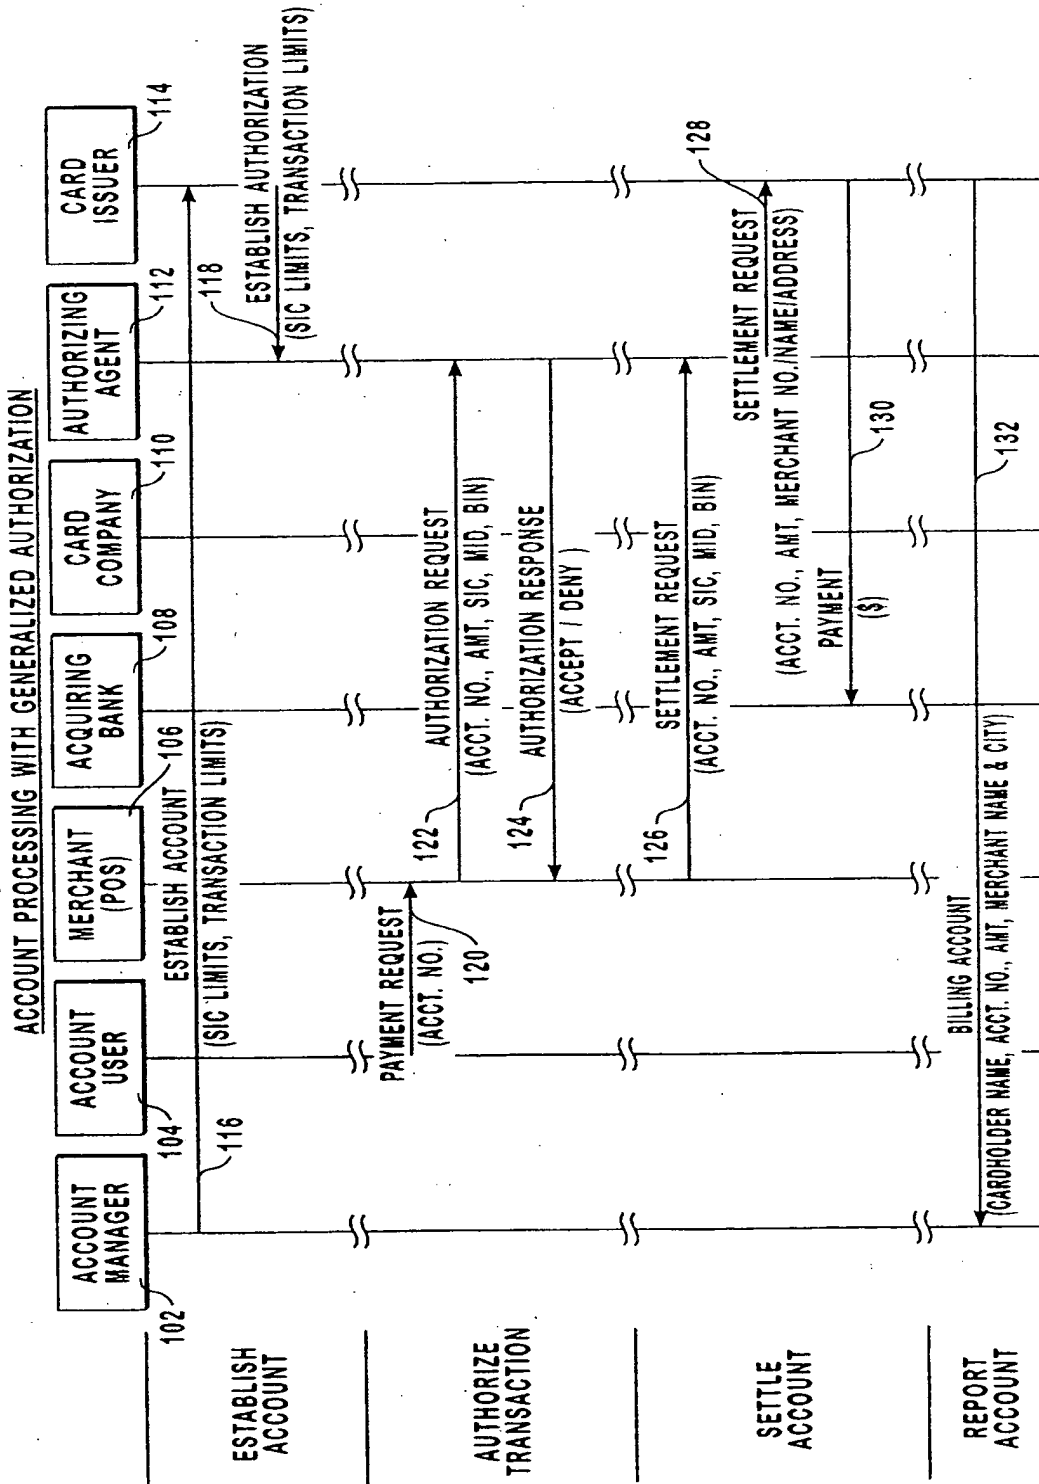 ACCOUNT PROCESSING WITH GENERALIZED AUTHORIZATION
ACCOUNT
MANAGER
102
ACCOUNT
USER
104
MERCHANT
(POS)
106
ACQUIRING
BANK
108
CARD
COMPANY
110
AUTHORIZING
AGENT
112
CARD
ISSUER
114
ESTABLISH
ACCOUNT
116
ESTABLISH ACCOUNT
(SIC LIMITS, TRANSACTION LIMITS)
118
ESTABLISH AUTHORIZATION
(SIC LIMITS, TRANSACTION LIMITS)
AUTHORIZE
TRANSACTION
PAYMENT REQUEST
(ACCT. NO.)
120
122
AUTHORIZATION REQUEST
(ACCT. NO., AMT, SIC, MID, BIN)
124
AUTHORIZATION RESPONSE
(ACCEPT / DENY)
SETTLE
ACCOUNT
126
SETTLEMENT REQUEST
(ACCT. NO., AMT, SIC, MID, BIN)
128
SETTLEMENT REQUEST
(ACCT. NO., AMT, MERCHANT NO./NAME/ADDRESS)
PAYMENT
($)
130
REPORT
ACCOUNT
BILLING ACCOUNT
(CARDHOLDER NAME, ACCT. NO., AMT, MERCHANT NAME & CITY)
132